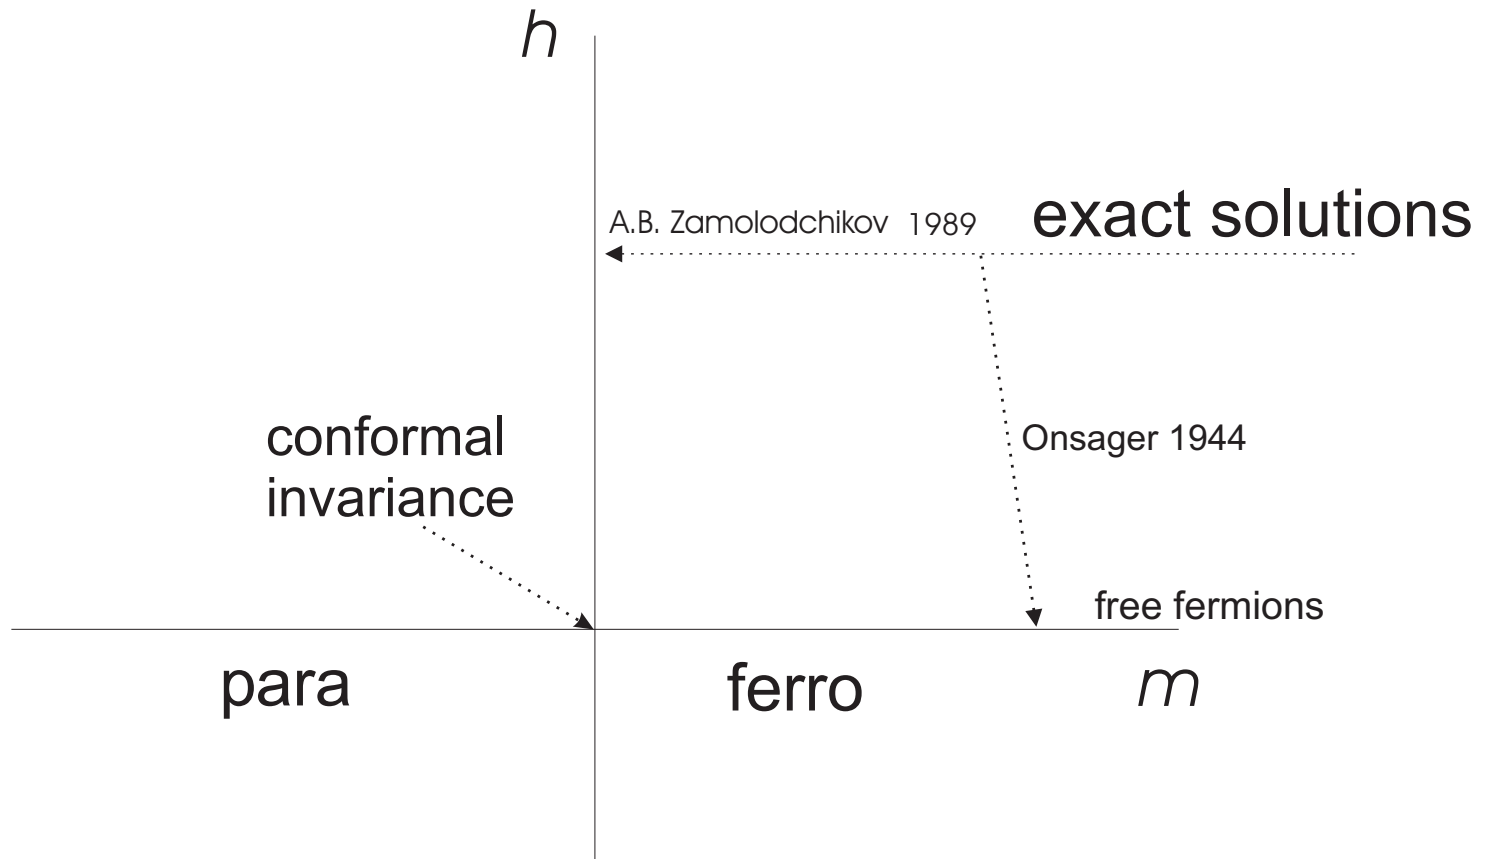 h
A.B. Zamolodchikov 1989
exact solutions
conformal
invariance
Onsager 1944
free fermions
para
ferro
m